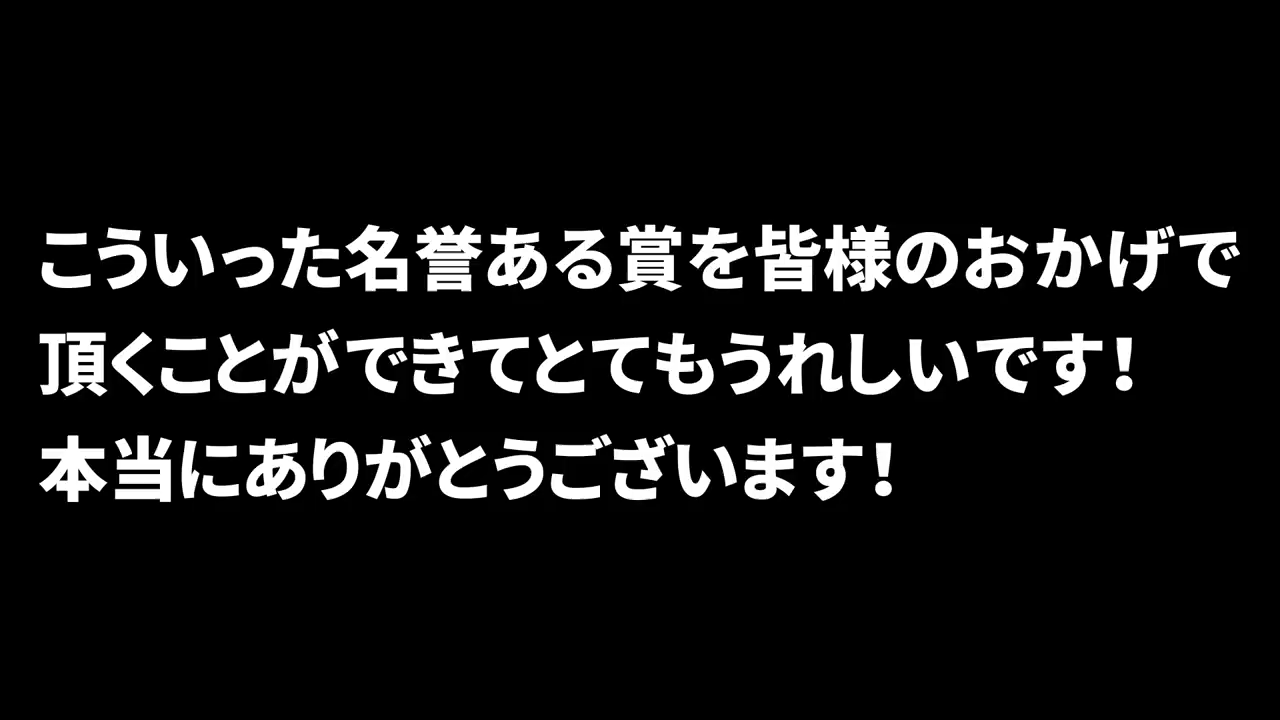 こういった名誉ある賞を皆様のおかげで
頂くことができてとてもうれしいです！
本当にありがとうございます！